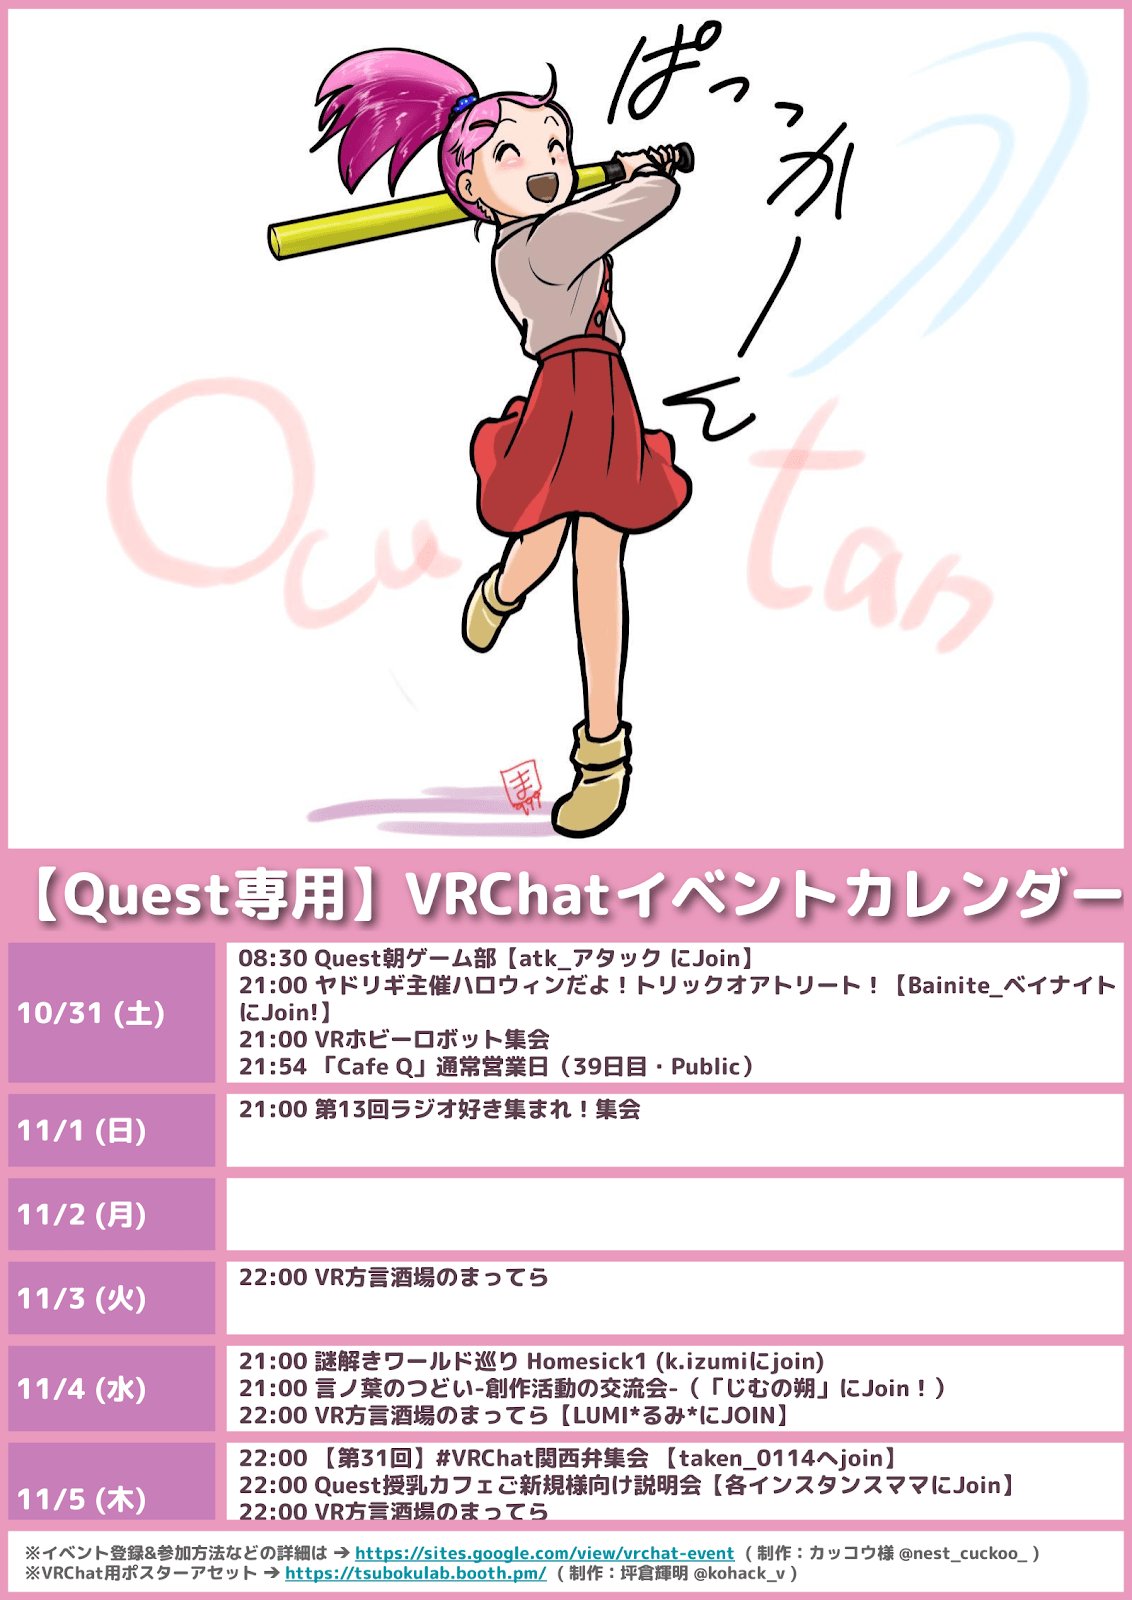 ぱっっかーん
Qcu tan
ま
999
【Quest専用】VRChatイベントカレンダー
10/31 (土)
08:30 Quest朝ゲーム部【atk_アタック にJoin】
21:00 ヤドリギ主催ハロウィンだよ！トリックオアトリート！【Bainite_ベイナイト
にJoin!】
21:00 VRホビーロボット集会
21:54 「Cafe Q」通常営業日（39日目・Public）
11/1 (日)
21:00 第13回ラジオ好き集まれ！集会
11/2 (月)
11/3 (火)
22:00 VR方言酒場のまってら
11/4 (水)
21:00 謎解きワールド巡り Homesick1 (k.izumiにjoin)
21:00 言ノ葉のつどい-創作活動の交流会-（「じむの朔」にJoin！）
22:00 VR方言酒場のまってら【LUMI*るみ*にJOIN】
11/5 (木)
22:00 【第31回】#VRChat関西弁集会 【taken_0114へjoin】
22:00 Quest授乳カフェご新規様向け説明会【各インスタンスママにJoin】
22:00 VR方言酒場のまってら
※イベント登録&参加方法などの詳細は ➔ https://sites.google.com/view/vrchat-event （ 制作：カッコウ様 @nest_cuckoo_ ）
※VRChat用ポスターアセット ➔ https://tsubokulab.booth.pm/ （ 制作：坪倉輝明 @kohack_v ）